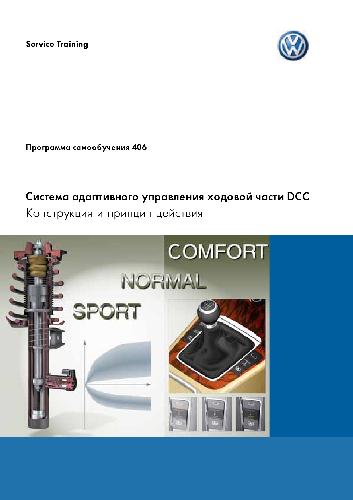 Service Training
Программа самообучения 406
Система адаптивного управления ходовой части DCC
Конструкция и принцип действия
COMFORT
NORMAL
SPORT